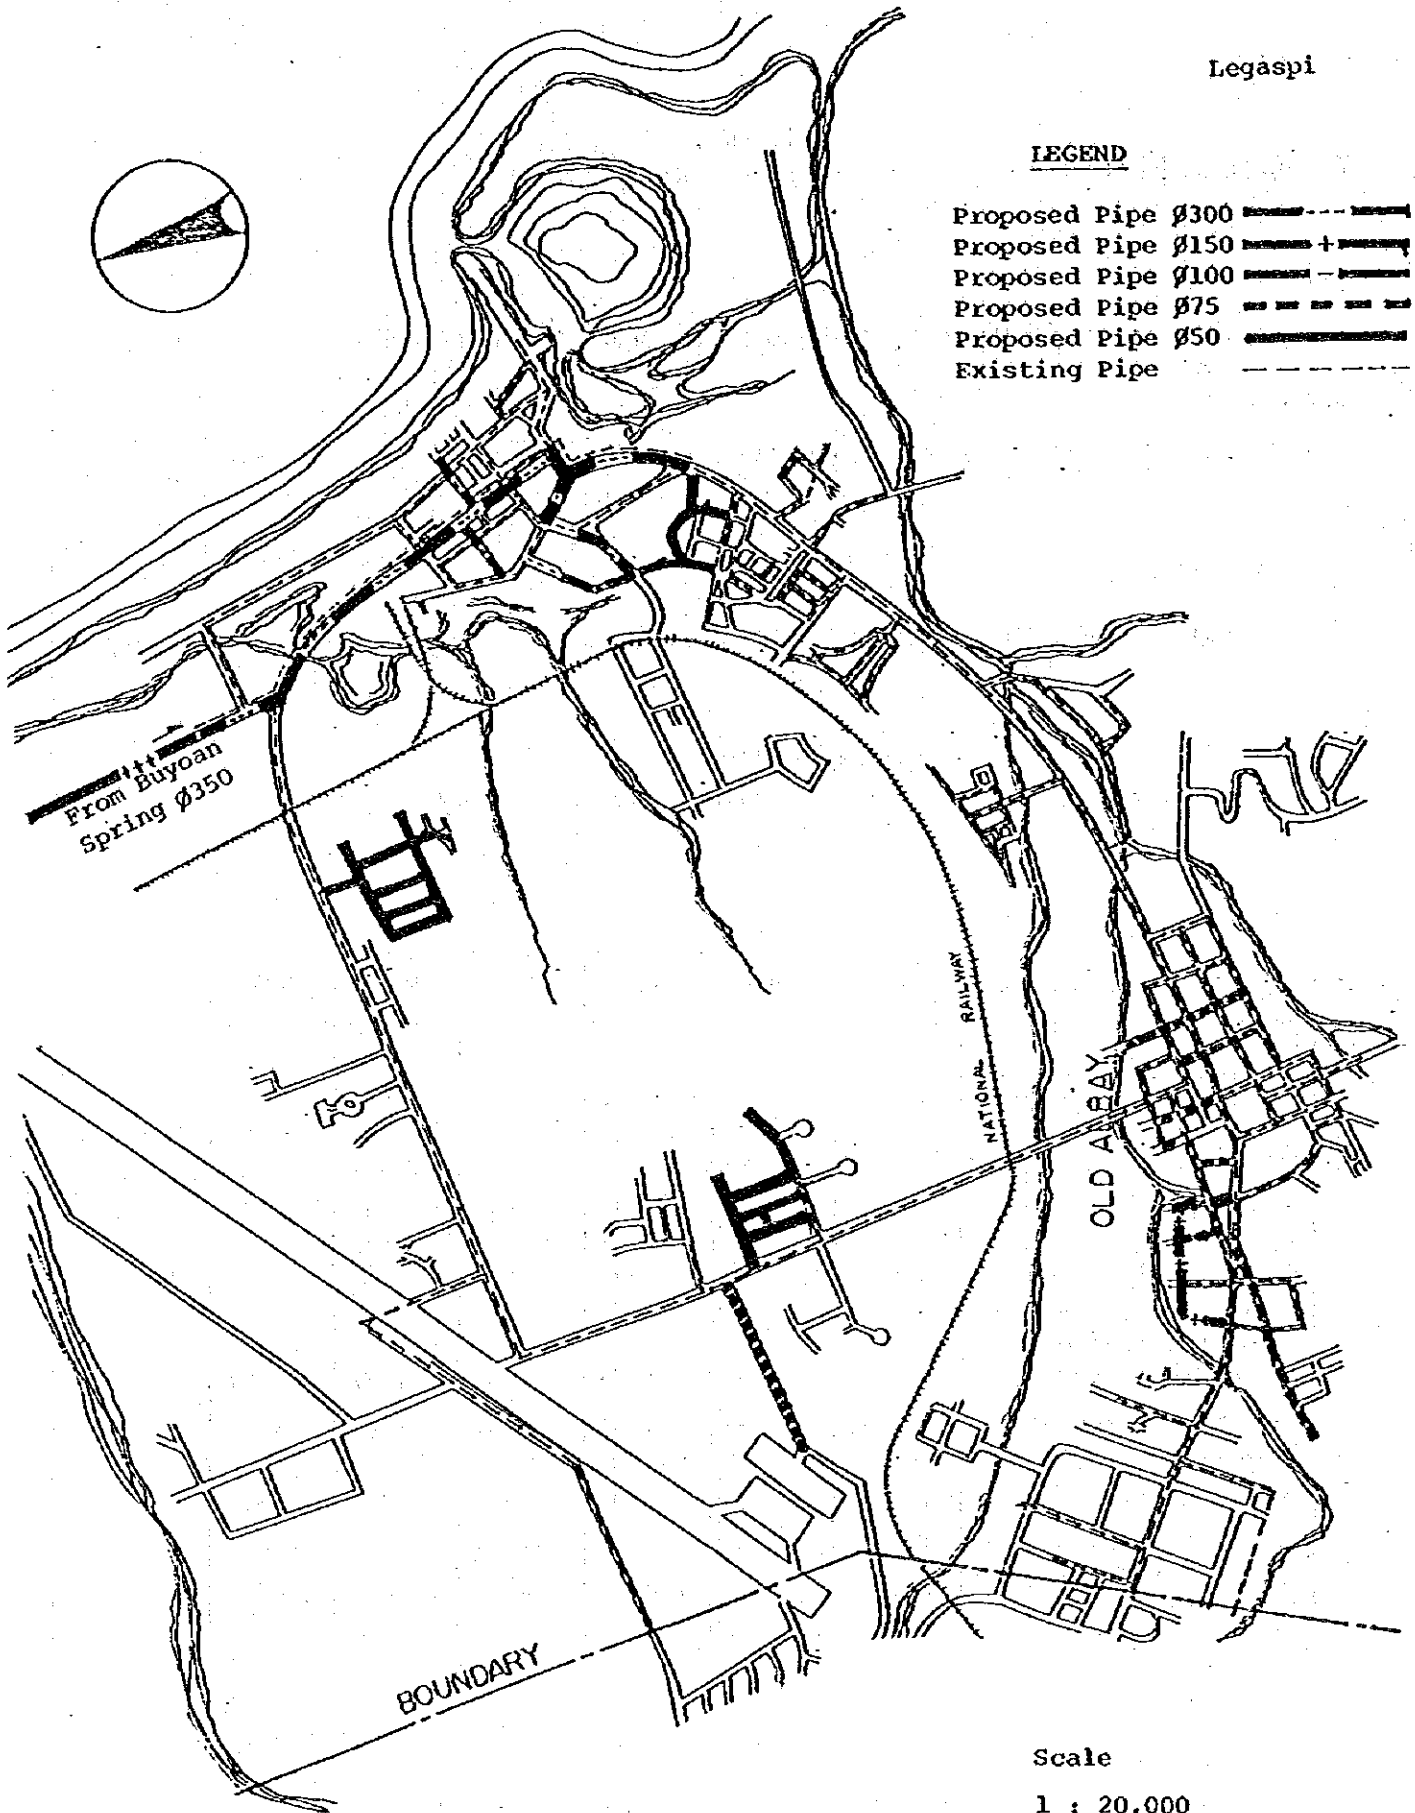 Legaspi
LEGEND
Proposed Pipe Ø300
Proposed Pipe Ø150
Proposed Pipe Ø100
Proposed Pipe Ø75
Proposed Pipe Ø50
Existing Pipe
From Buyoan
Spring Ø350
NATIONAL RAILWAY
OLD ALBAY
BOUNDARY
Scale
1 : 20,000